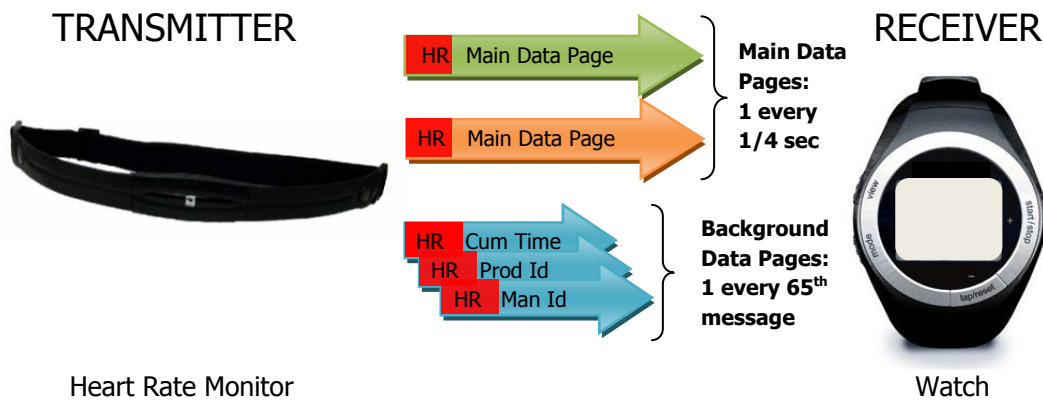 TRANSMITTER
RECEIVER
HR Main Data Page
HR Main Data Page
Main Data
Pages:
1 every
1/4 sec
HR Cum Time
HR Prod Id
HR Man Id
Background
Data Pages:
1 every 65th
message
view
mode
start/stop
+
-
lap/reset
Heart Rate Monitor
Watch